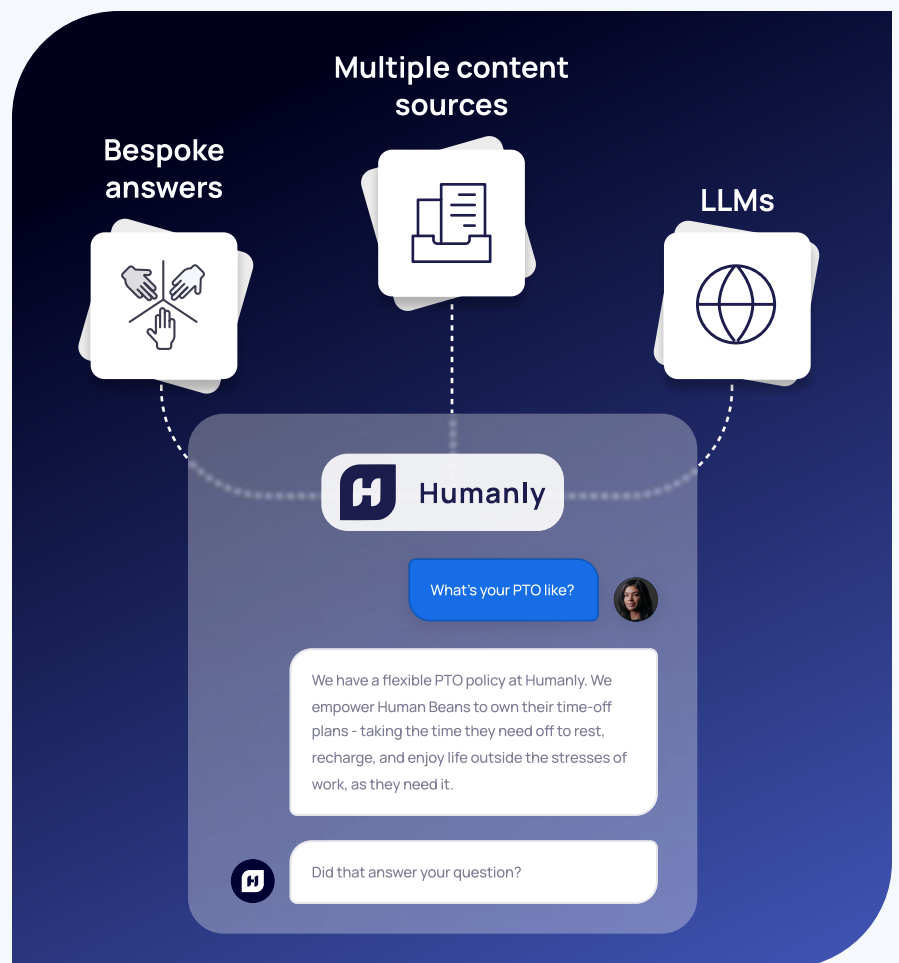 Multiple content
sources
Bespoke
answers
LLMs
Humanly
What's your PTO like?
We have a flexible PTO policy at Humanly. We
empower Human Beans to own their time-off
plans - taking the time they need off to rest,
recharge, and enjoy life outside the stresses of
work, as they need it.
Did that answer your question?